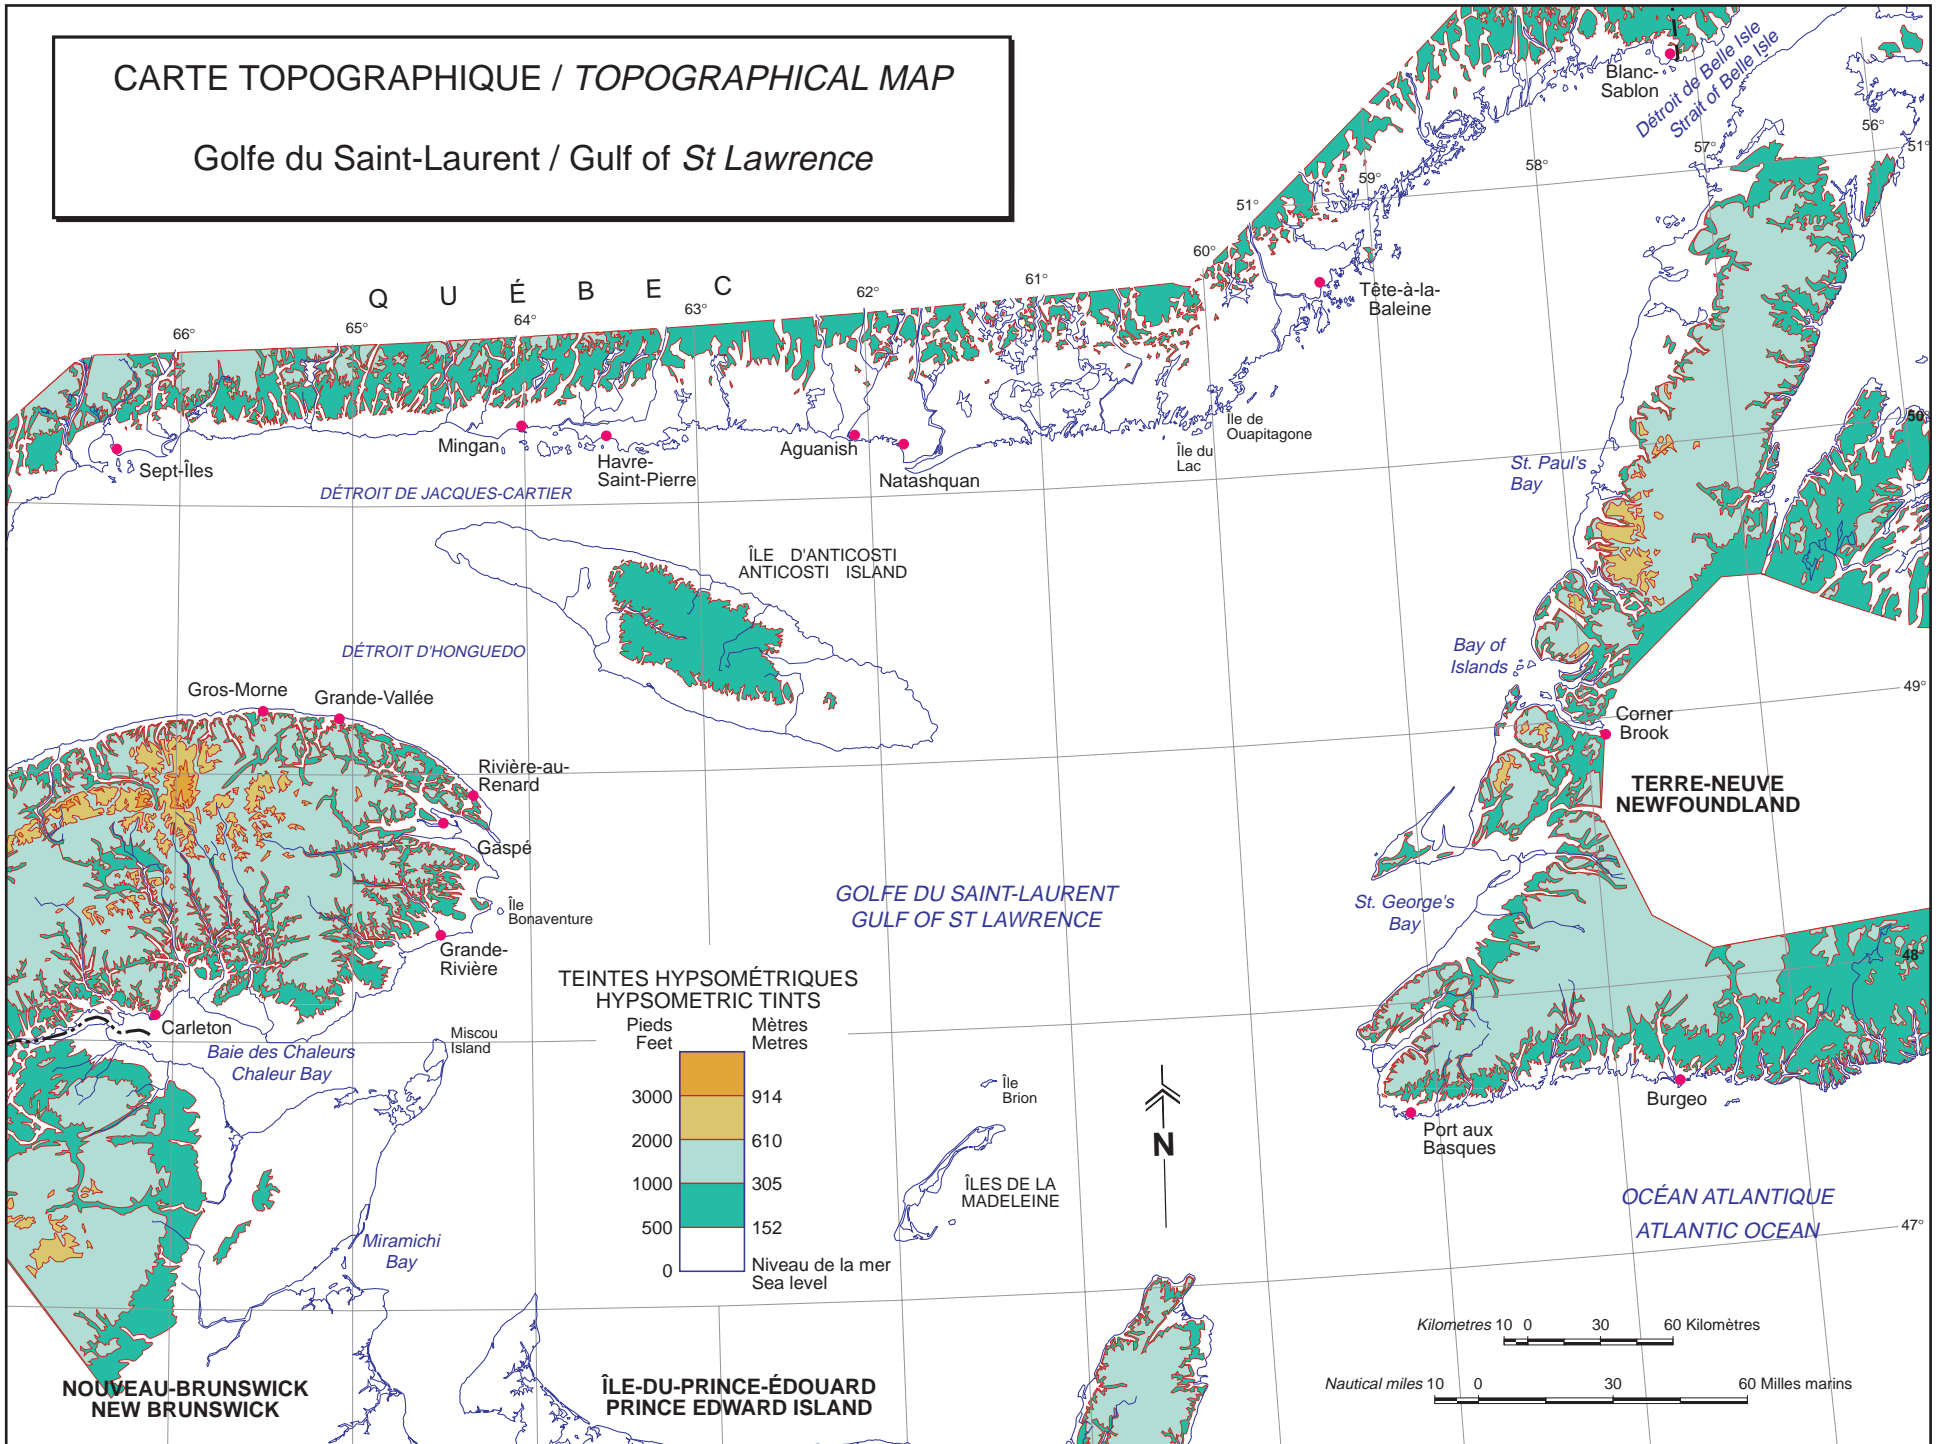 CARTE TOPOGRAPHIQUE / TOPOGRAPHICAL MAP
Golfe du Saint-Laurent / Gulf of St Lawrence
Blanc-
Sablon
Détroit de Belle Isle
Strait of Belle Isle
56°
51°
57°
58°
59°
51°
60°
61°
62°
63°
64°
65°
66°
QUÉBEC
Tête-à-la-
Baleine
Sept-Îles
Mingan
Havre-
Saint-Pierre
Aguanish
Natashquan
Île du
Lac
Ile de
Ouapitagone
50°
St. Paul's
Bay
DÉTROIT DE JACQUES-CARTIER
ÎLE D'ANTICOSTI
ANTICOSTI ISLAND
DÉTROIT D'HONGUEDO
Bay of
Islands
49°
Gros-Morne
Grande-Vallée
Corner
Brook
Rivière-au-
Renard
TERRE-NEUVE
NEWFOUNDLAND
Gaspé
Île
Bonaventure
GOLFE DU SAINT-LAURENT
GULF OF ST LAWRENCE
St. George's
Bay
48°
Grande-
Rivière
TEINTES HYPSOMÉTRIQUES
HYPSOMETRIC TINTS
Pieds
Feet
Mètres
Metres
3000
914
2000
610
1000
305
500
152
0
Niveau de la mer
Sea level
Carleton
Miscou
Island
Baie des Chaleurs
Chaleur Bay
Île
Brion
N
Burgeo
Port aux
Basques
ÎLES DE LA
MADELEINE
OCÉAN ATLANTIQUE
ATLANTIC OCEAN
47°
Miramichi
Bay
Kilometres 10 0 30 60 Kilomètres
Nautical miles 10 0 30 60 Milles marins
NOUVEAU-BRUNSWICK
NEW BRUNSWICK
ÎLE-DU-PRINCE-ÉDOUARD
PRINCE EDWARD ISLAND